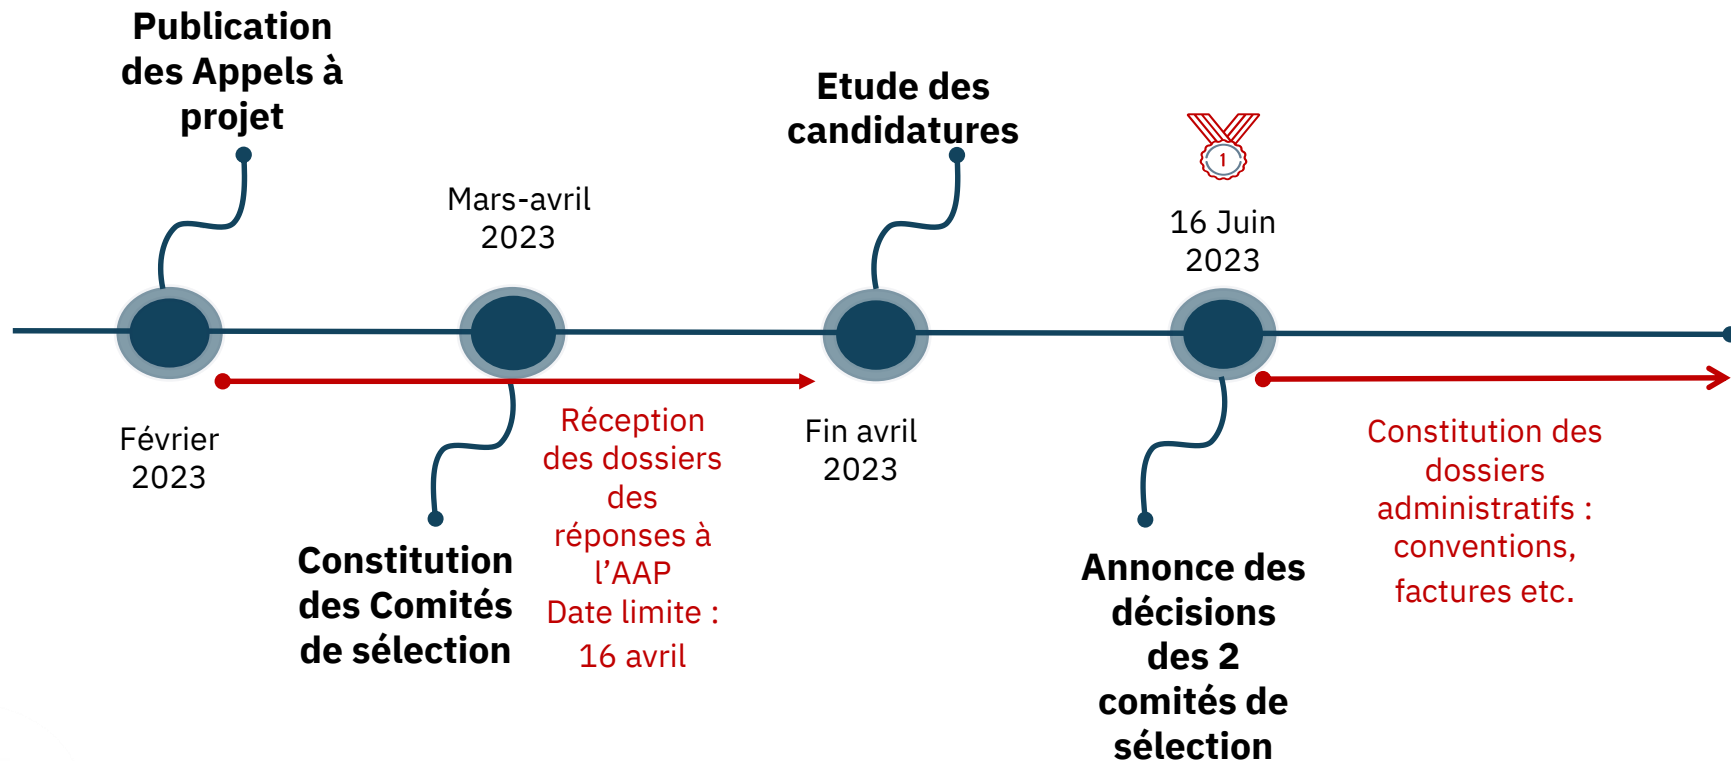 Publication
des Appels à
projet
Février
2023
Mars-avril
2023
Constitution
des Comités
de sélection
Réception
des dossiers
des
réponses à
l’AAP
Date limite :
16 avril
Etude des
candidatures
Fin avril
2023
1
16 Juin
2023
Annonce des
décisions
des 2
comités de
sélection
Constitution des
dossiers
administratifs :
conventions,
factures etc.